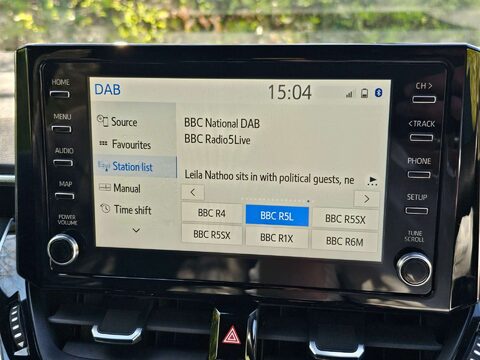 DAB
15:04
HOME
MENU
AUDIO
MAP
POWER
VOLUME
Source
Favourites
Station list
Manual
Time shift
BBC National DAB
BBC Radio5Live
Leila Nathoo sits in with political guests, ne
BBC R4
BBC R5L
BBC R5SX
BBC R5SX
BBC R1X
BBC R6M
CH >
< TRACK
PHONE
SETUP
TUNE
SCROLL